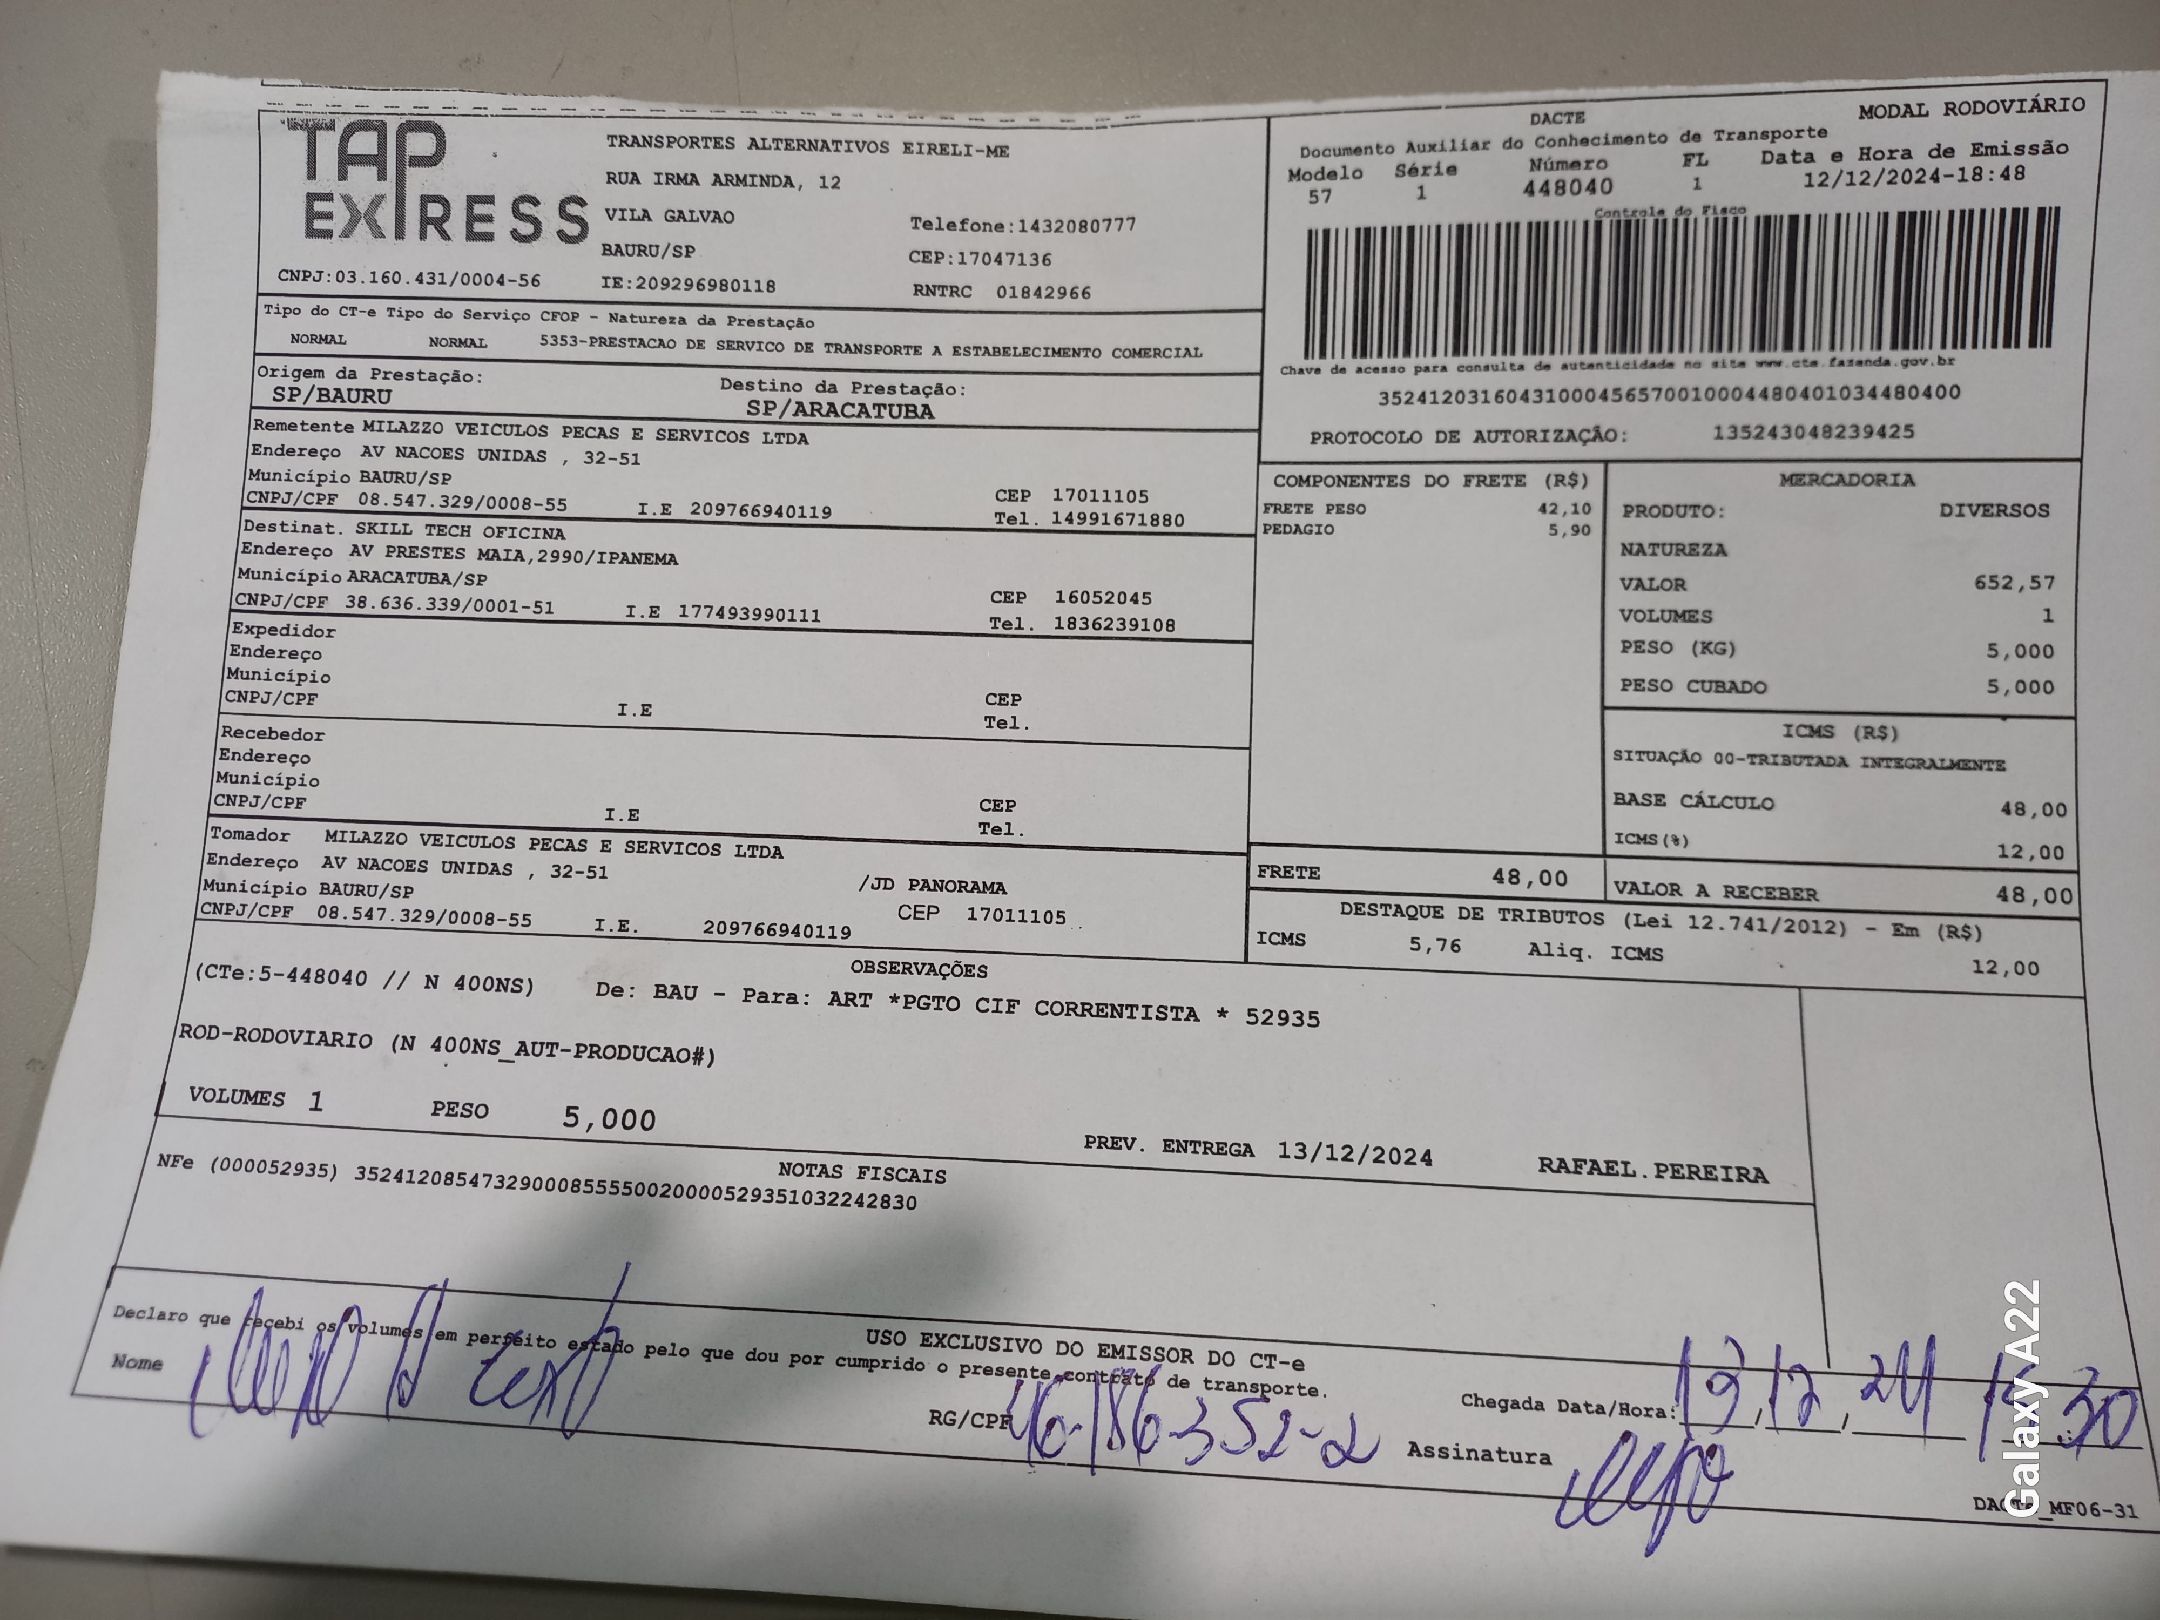 TAP EXPRESS
TRANSPORTES ALTERNATIVOS EIRELI-ME
RUA IRMA ARMINDA, 12
VILA GALVAO
Telefone:1432080777
BAURU/SP
CEP:17047136
CNPJ:03.160.431/0004-56
IE:209296980118
RNTRC 01842966
DACTE
MODAL RODOVIÁRIO
Documento Auxiliar do Conhecimento de Transporte
Modelo Série Número FL Data e Hora de Emissão
57 1 448040 1 12/12/2024-18:48
Controle do Fisco
Chave de acesso para consulta de autenticidade no site www.cte.fazenda.gov.br
35241203160431000456570010004480401034480400
PROTOCOLO DE AUTORIZAÇÃO: 135243048239425
Tipo do CT-e Tipo do Serviço CFOP - Natureza da Prestação
NORMAL NORMAL 5353-PRESTACAO DE SERVICO DE TRANSPORTE A ESTABELECIMENTO COMERCIAL
Origem da Prestação: Destino da Prestação:
SP/BAURU SP/ARACATUBA
Remetente MILAZZO VEICULOS PECAS E SERVICOS LTDA
Endereço AV NACOES UNIDAS , 32-51
Município BAURU/SP CEP 17011105
CNPJ/CPF 08.547.329/0008-55 I.E 209766940119 Tel. 14991671880
Destinat. SKILL TECH OFICINA
Endereço AV PRESTES MAIA,2990/IPANEMA
Município ARACATUBA/SP CEP 16052045
CNPJ/CPF 38.636.339/0001-51 I.E 177493990111 Tel. 1836239108
Expedidor
Endereço
Município CEP
CNPJ/CPF I.E Tel.
Recebedor
Endereço
Município CEP
CNPJ/CPF I.E Tel.
Tomador MILAZZO VEICULOS PECAS E SERVICOS LTDA
Endereço AV NACOES UNIDAS , 32-51 /JD PANORAMA
Município BAURU/SP CEP 17011105
CNPJ/CPF 08.547.329/0008-55 I.E. 209766940119
COMPONENTES DO FRETE (R$)
FRETE PESO 42,10
PEDAGIO 5,90
MERCADORIA
PRODUTO: DIVERSOS
NATUREZA
VALOR 652,57
VOLUMES 1
PESO (KG) 5,000
PESO CUBADO 5,000
ICMS (R$)
SITUAÇÃO 00-TRIBUTADA INTEGRALMENTE
BASE CÁLCULO 48,00
ICMS(%) 12,00
FRETE 48,00 VALOR A RECEBER 48,00
DESTAQUE DE TRIBUTOS (Lei 12.741/2012) - Em (R$)
ICMS 5,76 Aliq. ICMS 12,00
OBSERVAÇÕES
(CTe:5-448040 // N 400NS) De: BAU - Para: ART *PGTO CIF CORRENTISTA * 52935
ROD-RODOVIARIO (N 400NS_AUT-PRODUCAO#)
VOLUMES 1 PESO 5,000
PREV. ENTREGA 13/12/2024 RAFAEL.PEREIRA
NOTAS FISCAIS
NFe (000052935) 35241208547329000855550020000529351032242830
USO EXCLUSIVO DO EMISSOR DO CT-e
Declaro que recebi os volumes em perfeito estado pelo que dou por cumprido o presente contrato de transporte.
Nome
RG/CPF 46-186-352-2
Chegada Data/Hora: 13,12,24
Assinatura
DACTe_MF06-31
Galaxy A22